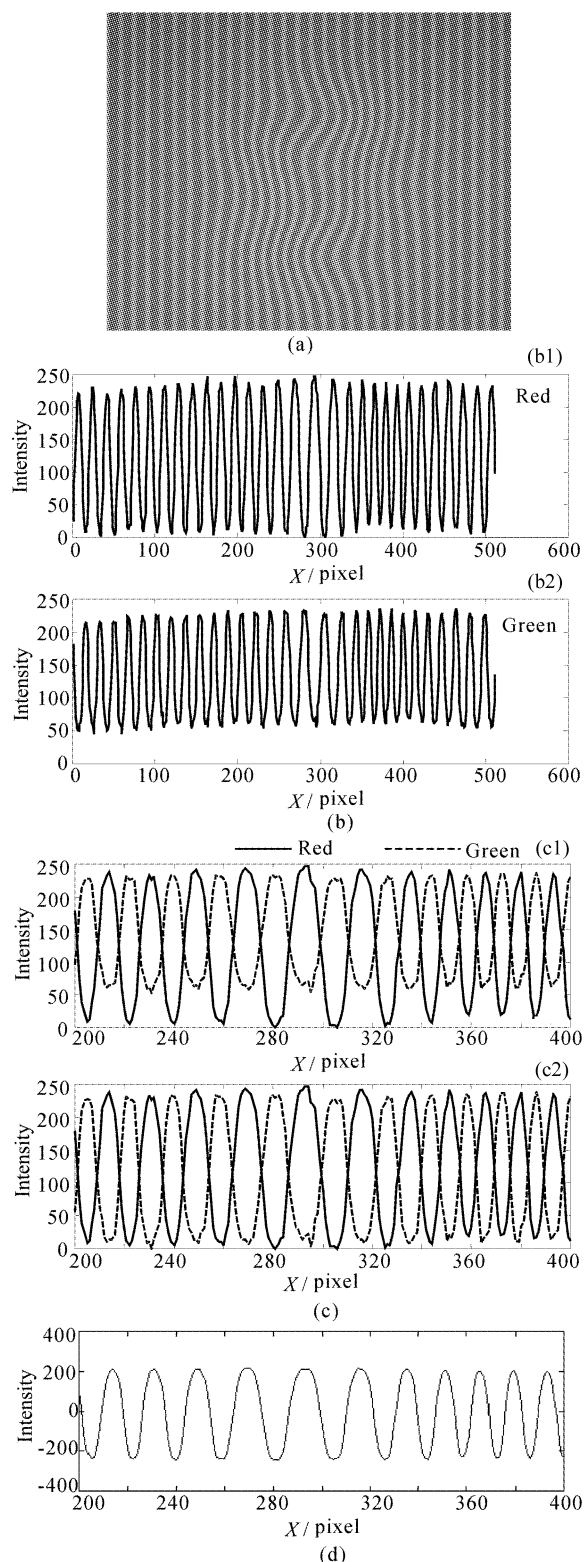 (a)
(b1)
250
200
150
100
50
0
Intensity
Red
0 100 200 300 400 500 600
X / pixel
(b2)
250
200
150
100
50
0
Intensity
Green
0 100 200 300 400 500 600
X / pixel
(b)
Red Green (c1)
250
200
150
100
50
0
Intensity
200 240 280 320 360 400
X / pixel
(c2)
250
200
150
100
50
0
Intensity
200 240 280 320 360 400
X / pixel
(c)
400
200
0
-200
-400
Intensity
200 240 280 320 360 400
X / pixel
(d)